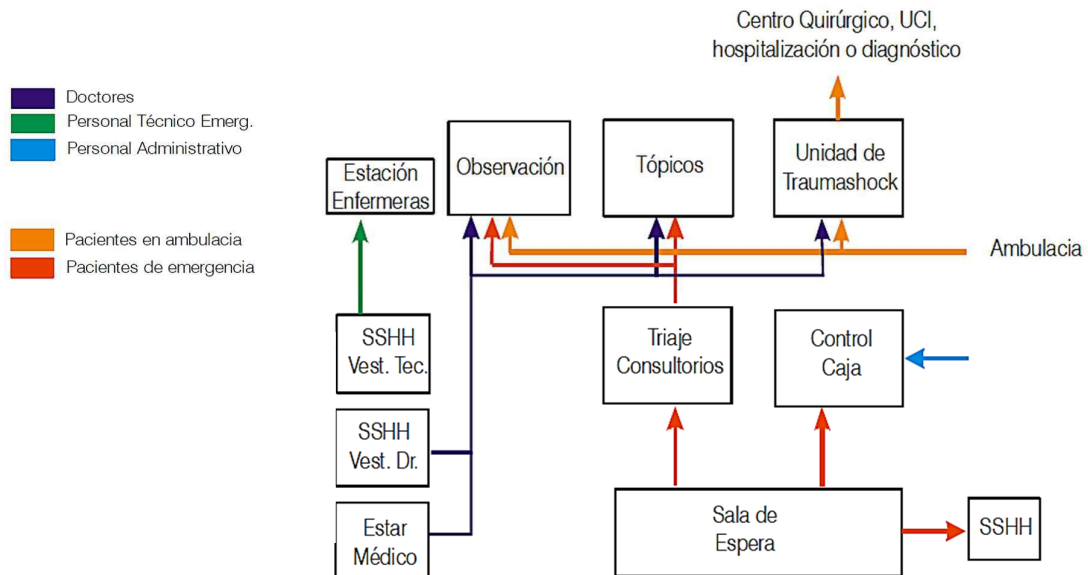 Centro Quirúrgico, UCI,
hospitalización o diagnóstico
Doctores
Personal Técnico Emerg.
Personal Administrativo
Pacientes en ambulacia
Pacientes de emergencia
Estación
Enfermeras
Observación
Tópicos
Unidad de
Traumashock
Ambulacia
SSHH
Vest. Tec.
Triaje
Consultorios
Control
Caja
SSHH
Vest. Dr.
Estar
Médico
Sala de
Espera
SSHH